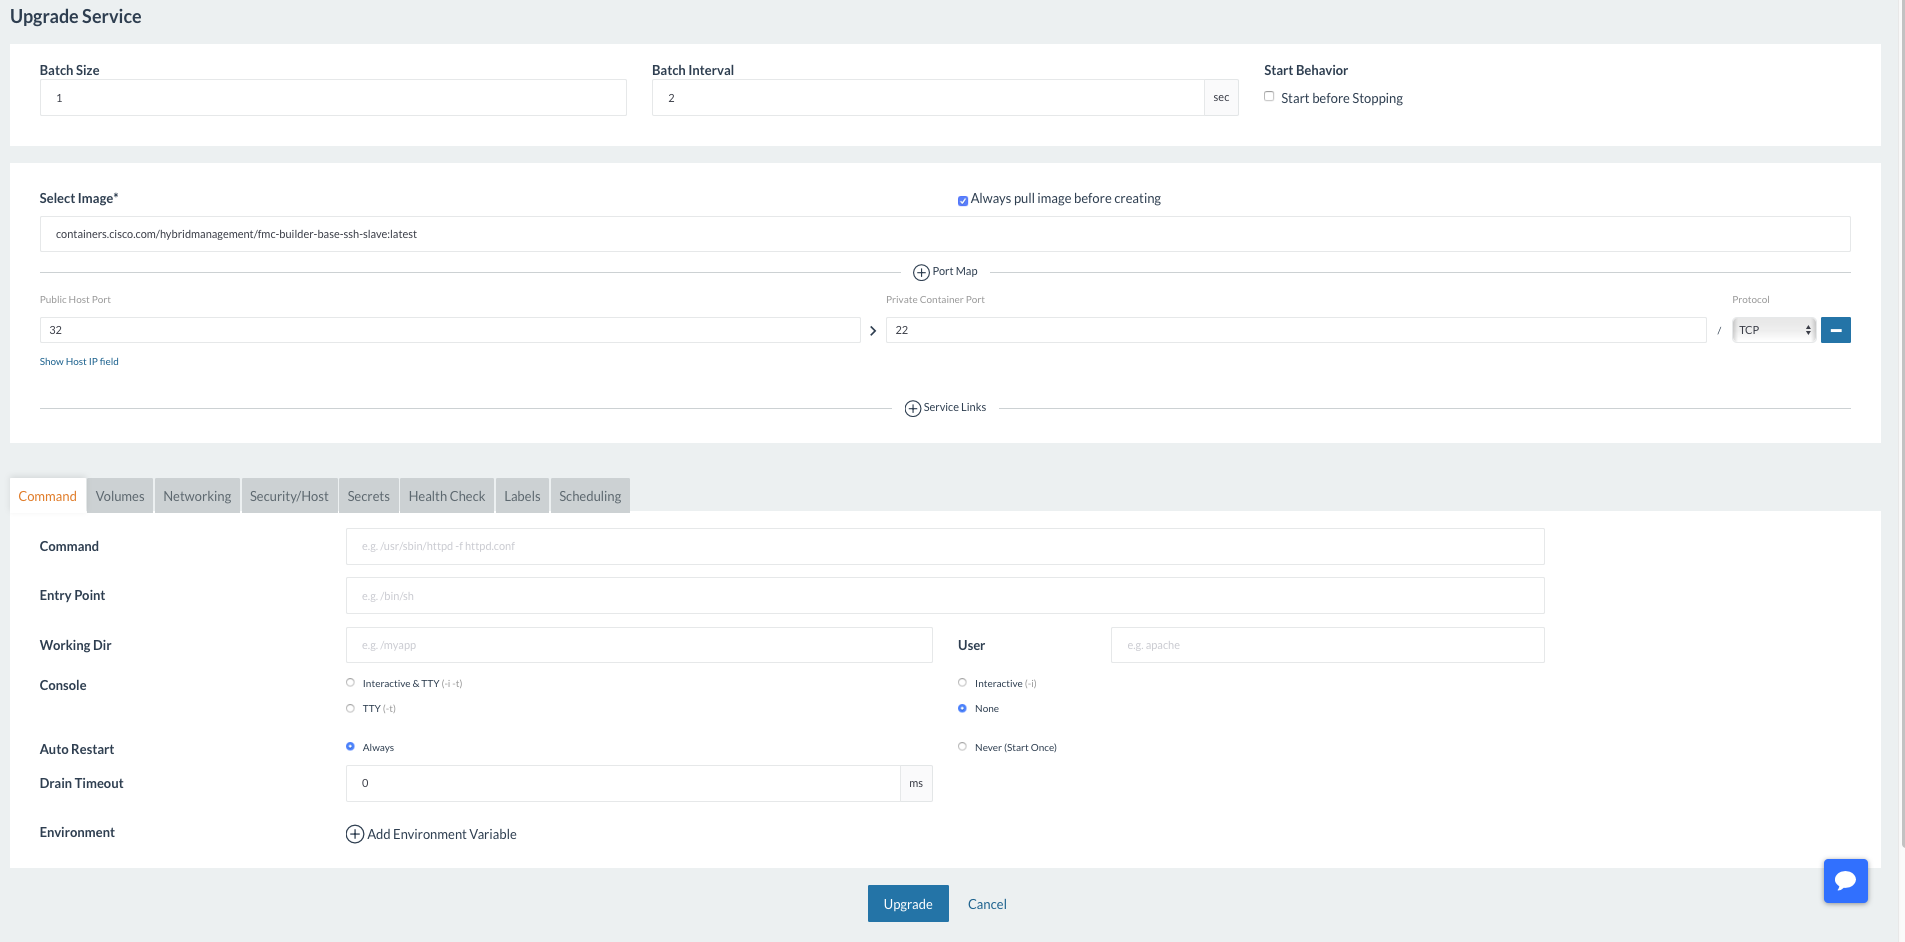 Upgrade Service
Batch Size
Batch Interval
Start Behavior
1
2
sec
Start before Stopping
Select Image*
Always pull image before creating
containers.cisco.com/hybridmanagement/fmc-builder-base-ssh-slave:latest
Port Map
Public Host Port
Private Container Port
Protocol
32
22
/
TCP
Show Host IP field
Service Links
Command
Volumes
Networking
Security/Host
Secrets
Health Check
Labels
Scheduling
Command
e.g. /usr/sbin/httpd -f httpd.conf
Entry Point
e.g. /bin/sh
Working Dir
e.g. /myapp
User
e.g. apache
Console
Interactive & TTY (-i -t)
Interactive (-i)
TTY (-t)
None
Auto Restart
Always
Never (Start Once)
Drain Timeout
0
ms
Environment
Add Environment Variable
Upgrade
Cancel